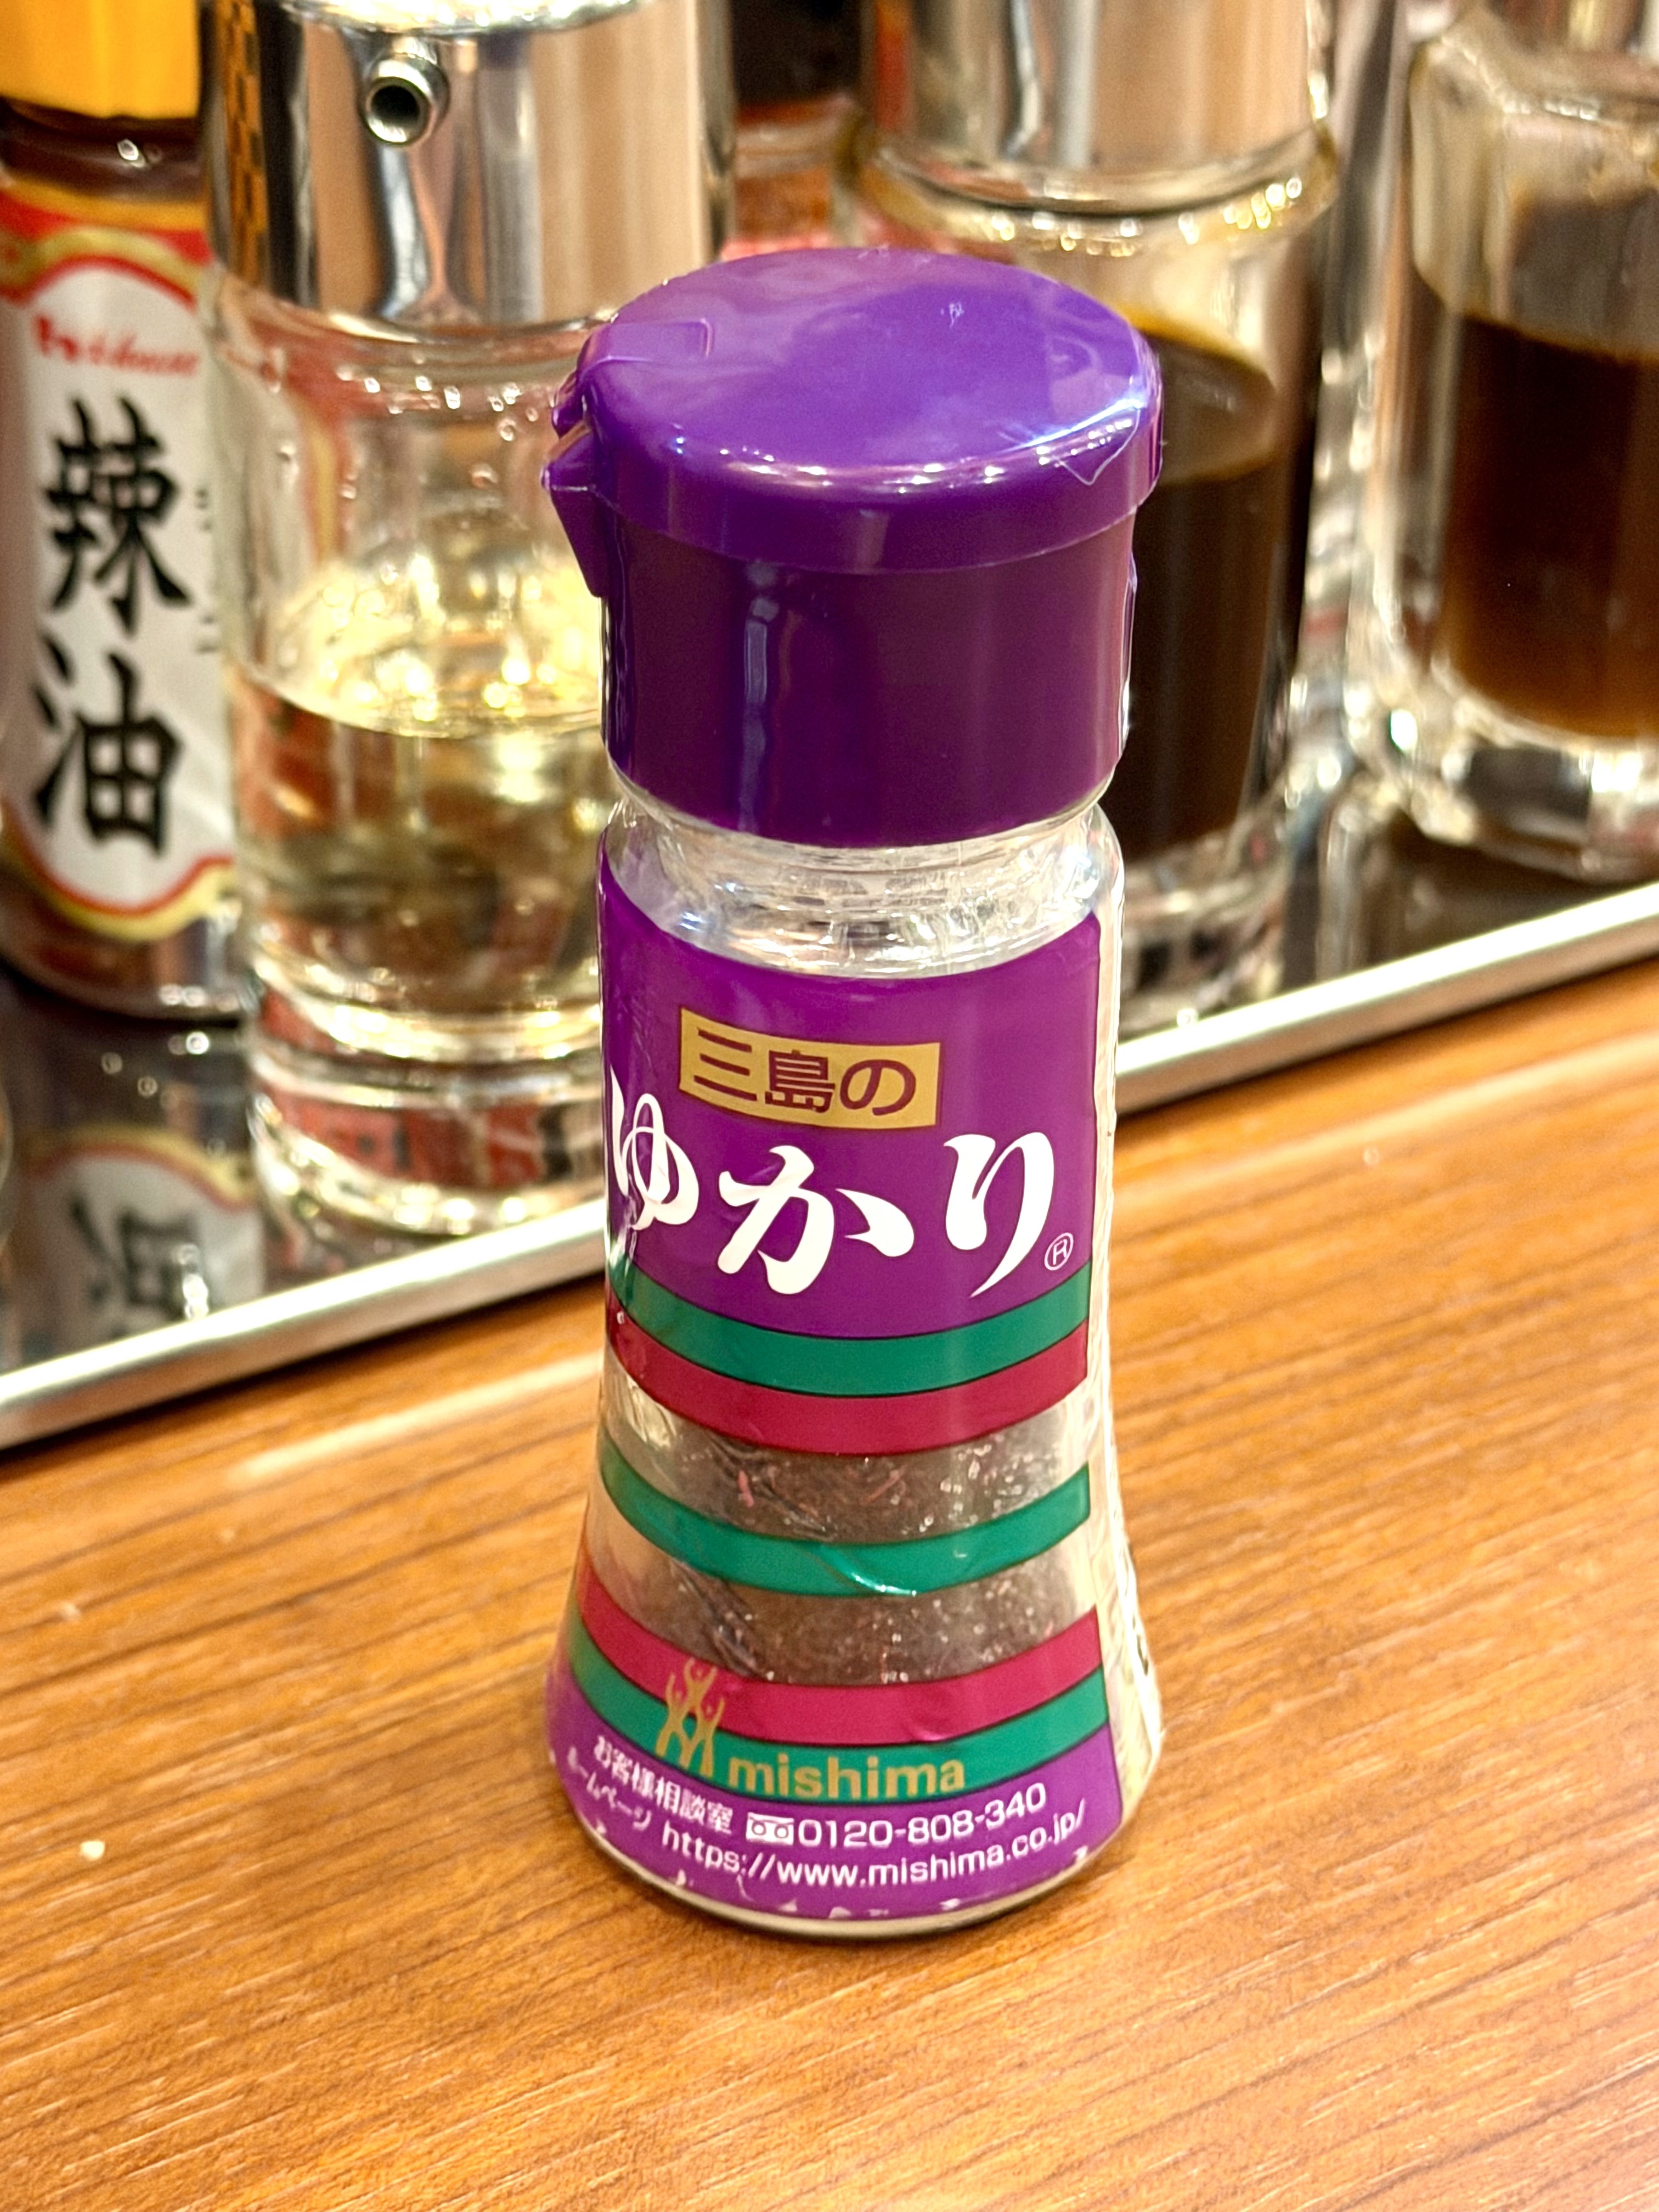 辣油
三島の
ゆかり®
mishima
お客様相談室 0120-808-340
ホームページ https://www.mishima.co.jp/